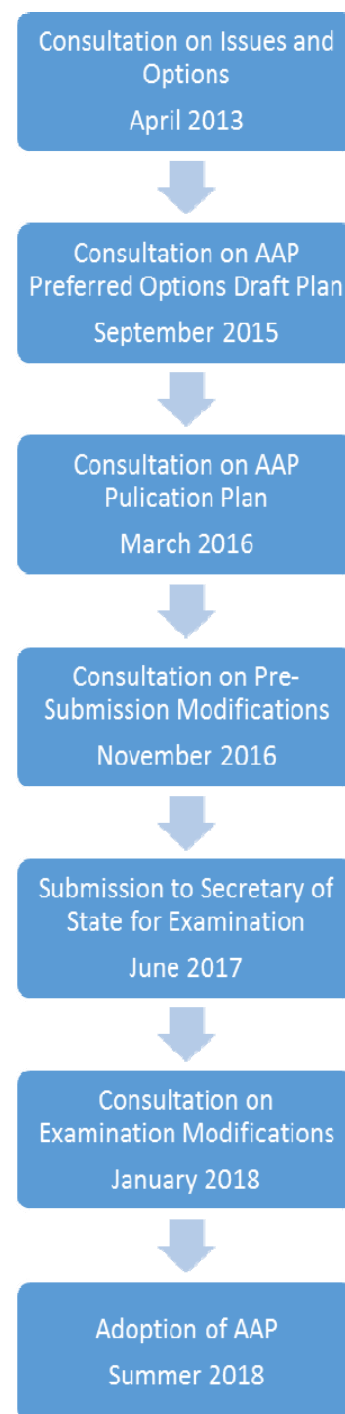 Consultation on Issues and
Options
April 2013
Consultation on AAP
Preferred Options Draft Plan
September 2015
Consultation on AAP
Pulication Plan
March 2016
Consultation on Pre-
Submission Modifications
November 2016
Submission to Secretary of
State for Examination
June 2017
Consultation on
Examination Modifications
January 2018
Adoption of AAP
Summer 2018